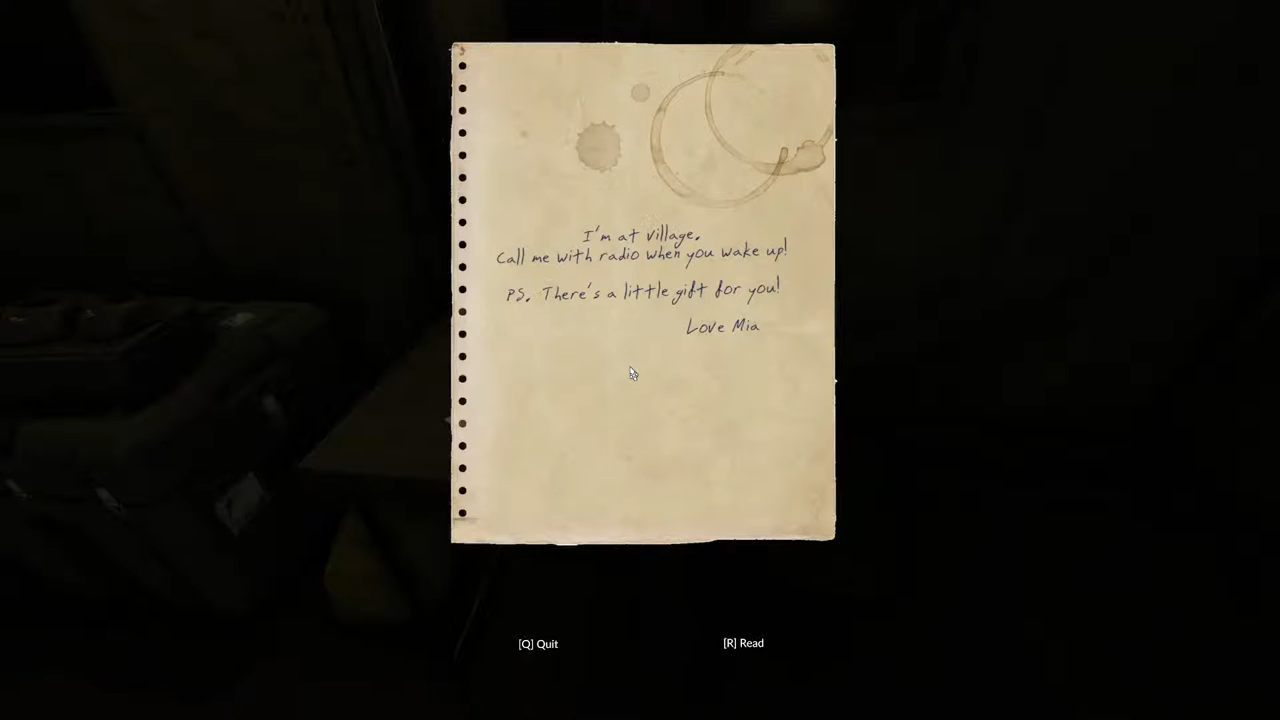 I'm at village.
Call me with radio when you wake up!
PS. There's a little gift for you!
Love Mia
[Q] Quit
[R] Read